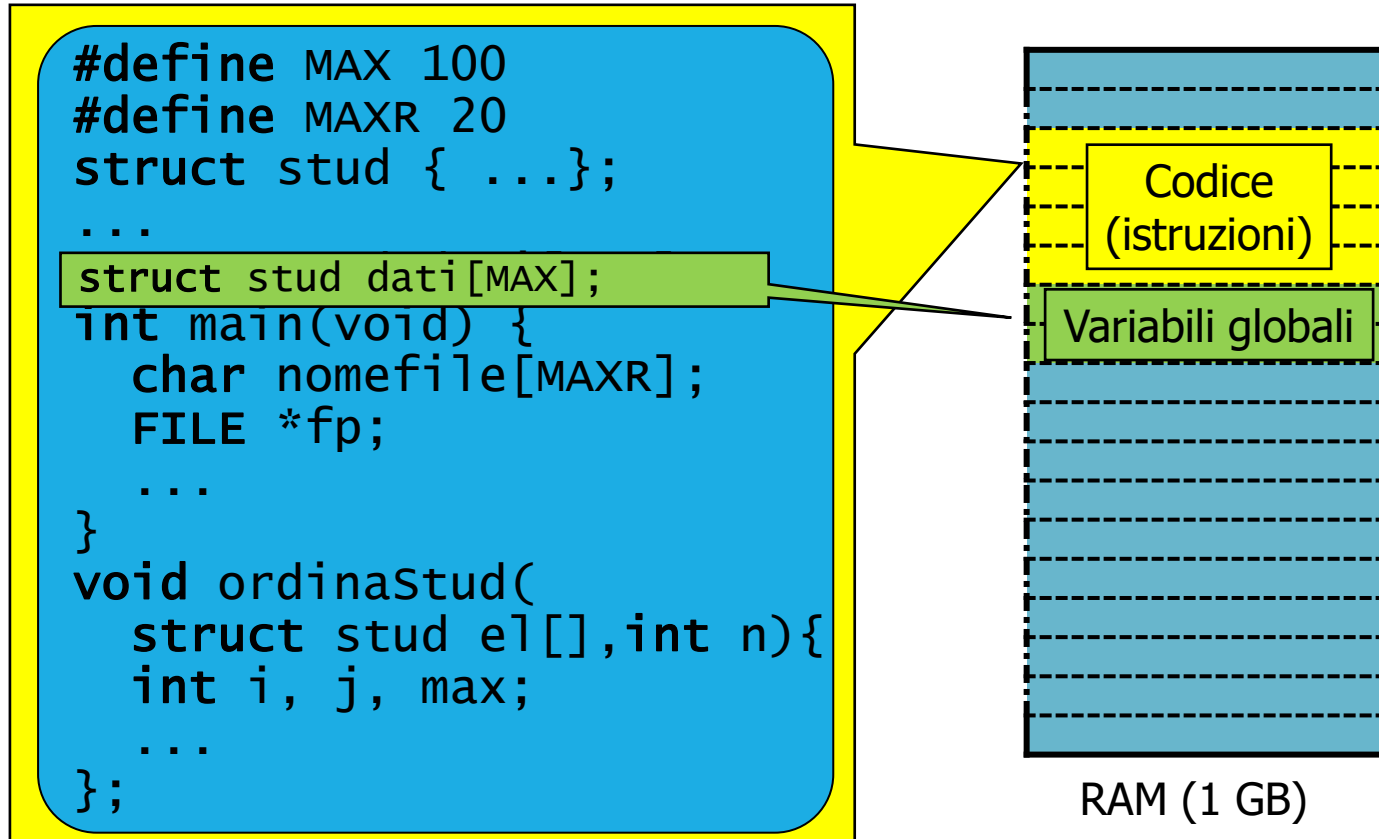 #define MAX 100
#define MAXR 20
struct stud { ...};
...
struct stud dati[MAX];
int main(void) {
  char nomefile[MAXR];
  FILE *fp;
  ...
}
void ordinaStud(
  struct stud el[],int n){
  int i, j, max;
  ...
};
Codice
(istruzioni)
Variabili globali
RAM (1 GB)